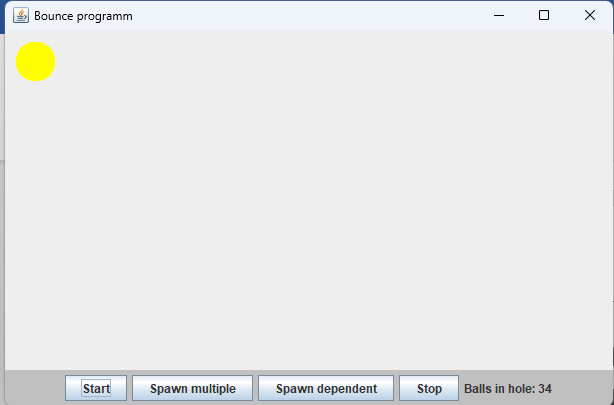 Bounce programm
Start Spawn multiple Spawn dependent Stop Balls in hole: 34